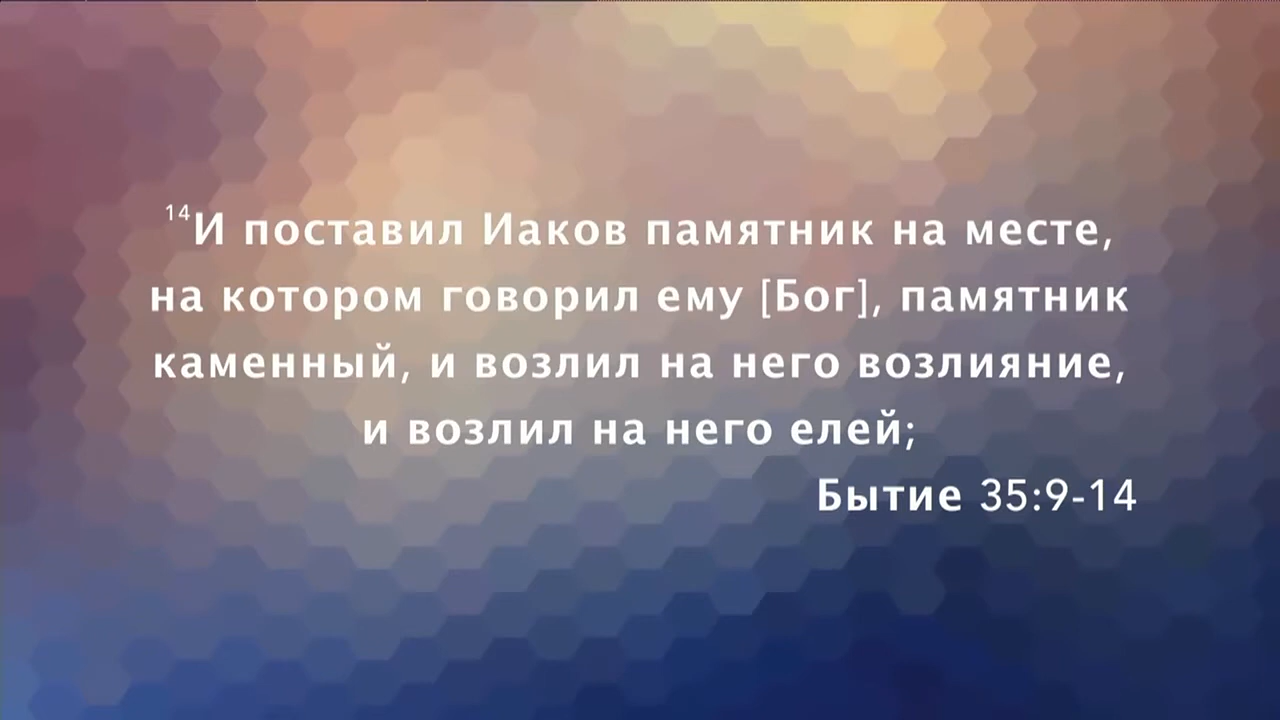 14И поставил Иаков памятник на месте,
на котором говорил ему [Бог], памятник
каменный, и возлил на него возлияние,
и возлил на него елей;
Бытие 35:9-14